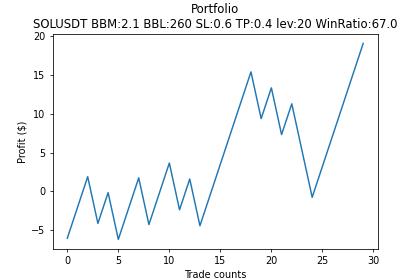 Portfolio
SOLUSDT BBM:2.1 BBL:260 SL:0.6 TP:0.4 lev:20 WinRatio:67.0
20
15
10
5
0
−5
Profit ($)
0 5 10 15 20 25 30
Trade counts